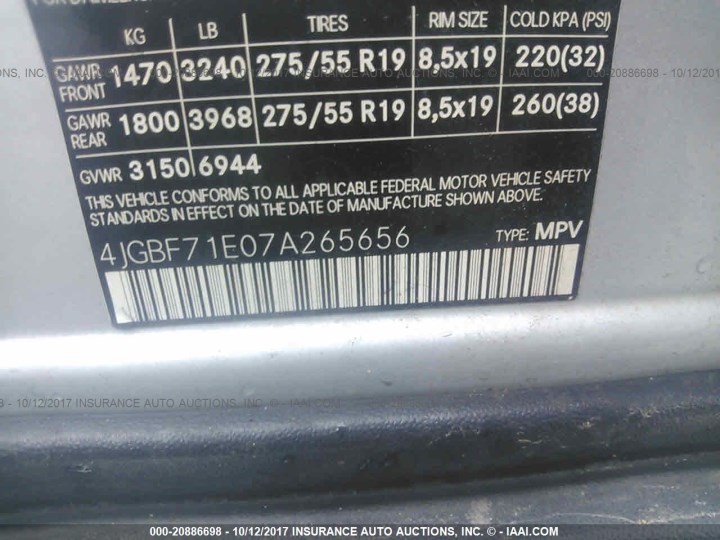 KG LB TIRES RIM SIZE COLD KPA (PSI)
GAWR FRONT 1470 3240 275/55 R19 8,5x19 220(32)
GAWR REAR 1800 3968 275/55 R19 8,5x19 260(38)
GVWR 3150 6944
THIS VEHICLE CONFORMS TO ALL APPLICABLE FEDERAL MOTOR VEHICLE SAFETY
STANDARDS IN EFFECT ON THE DATE OF MANUFACTURE SHOWN ABOVE.
4JGBF71E07A265656 TYPE: MPV
000-20886698 - 10/12/2017 INSURANCE AUTO AUCTIONS, INC. - IAAI.COM